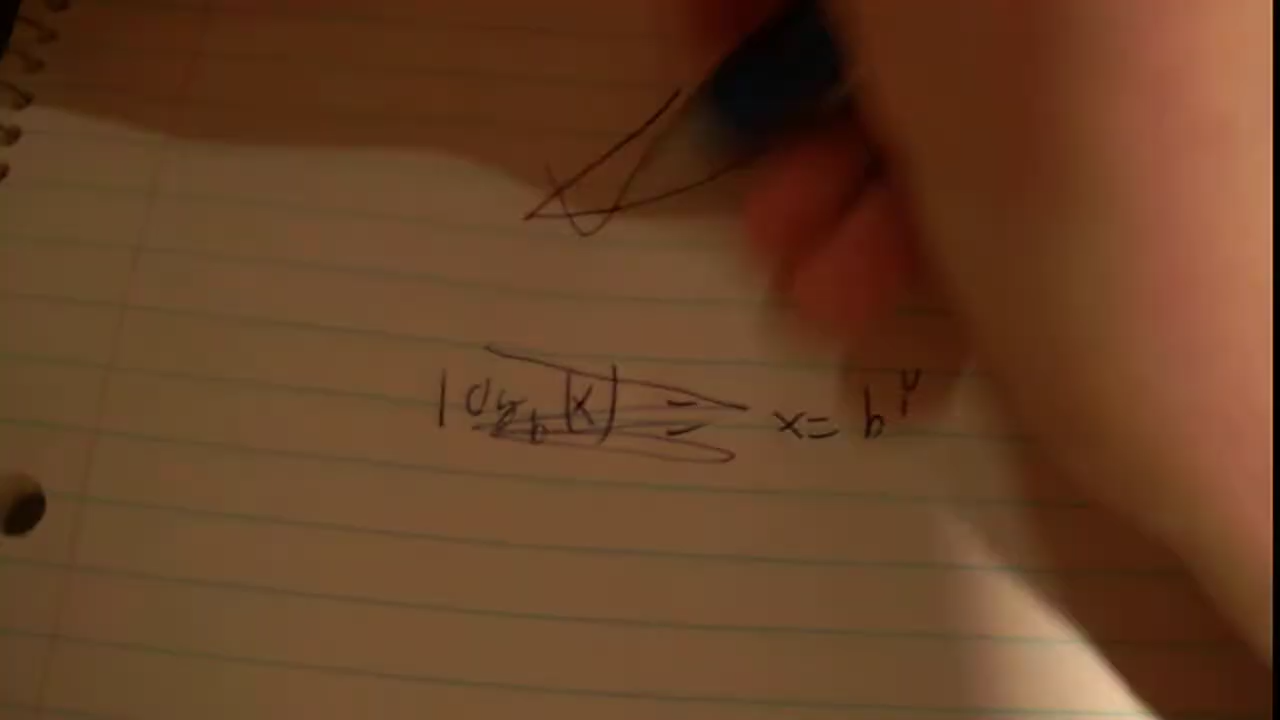 log_b(x) = x = b^y